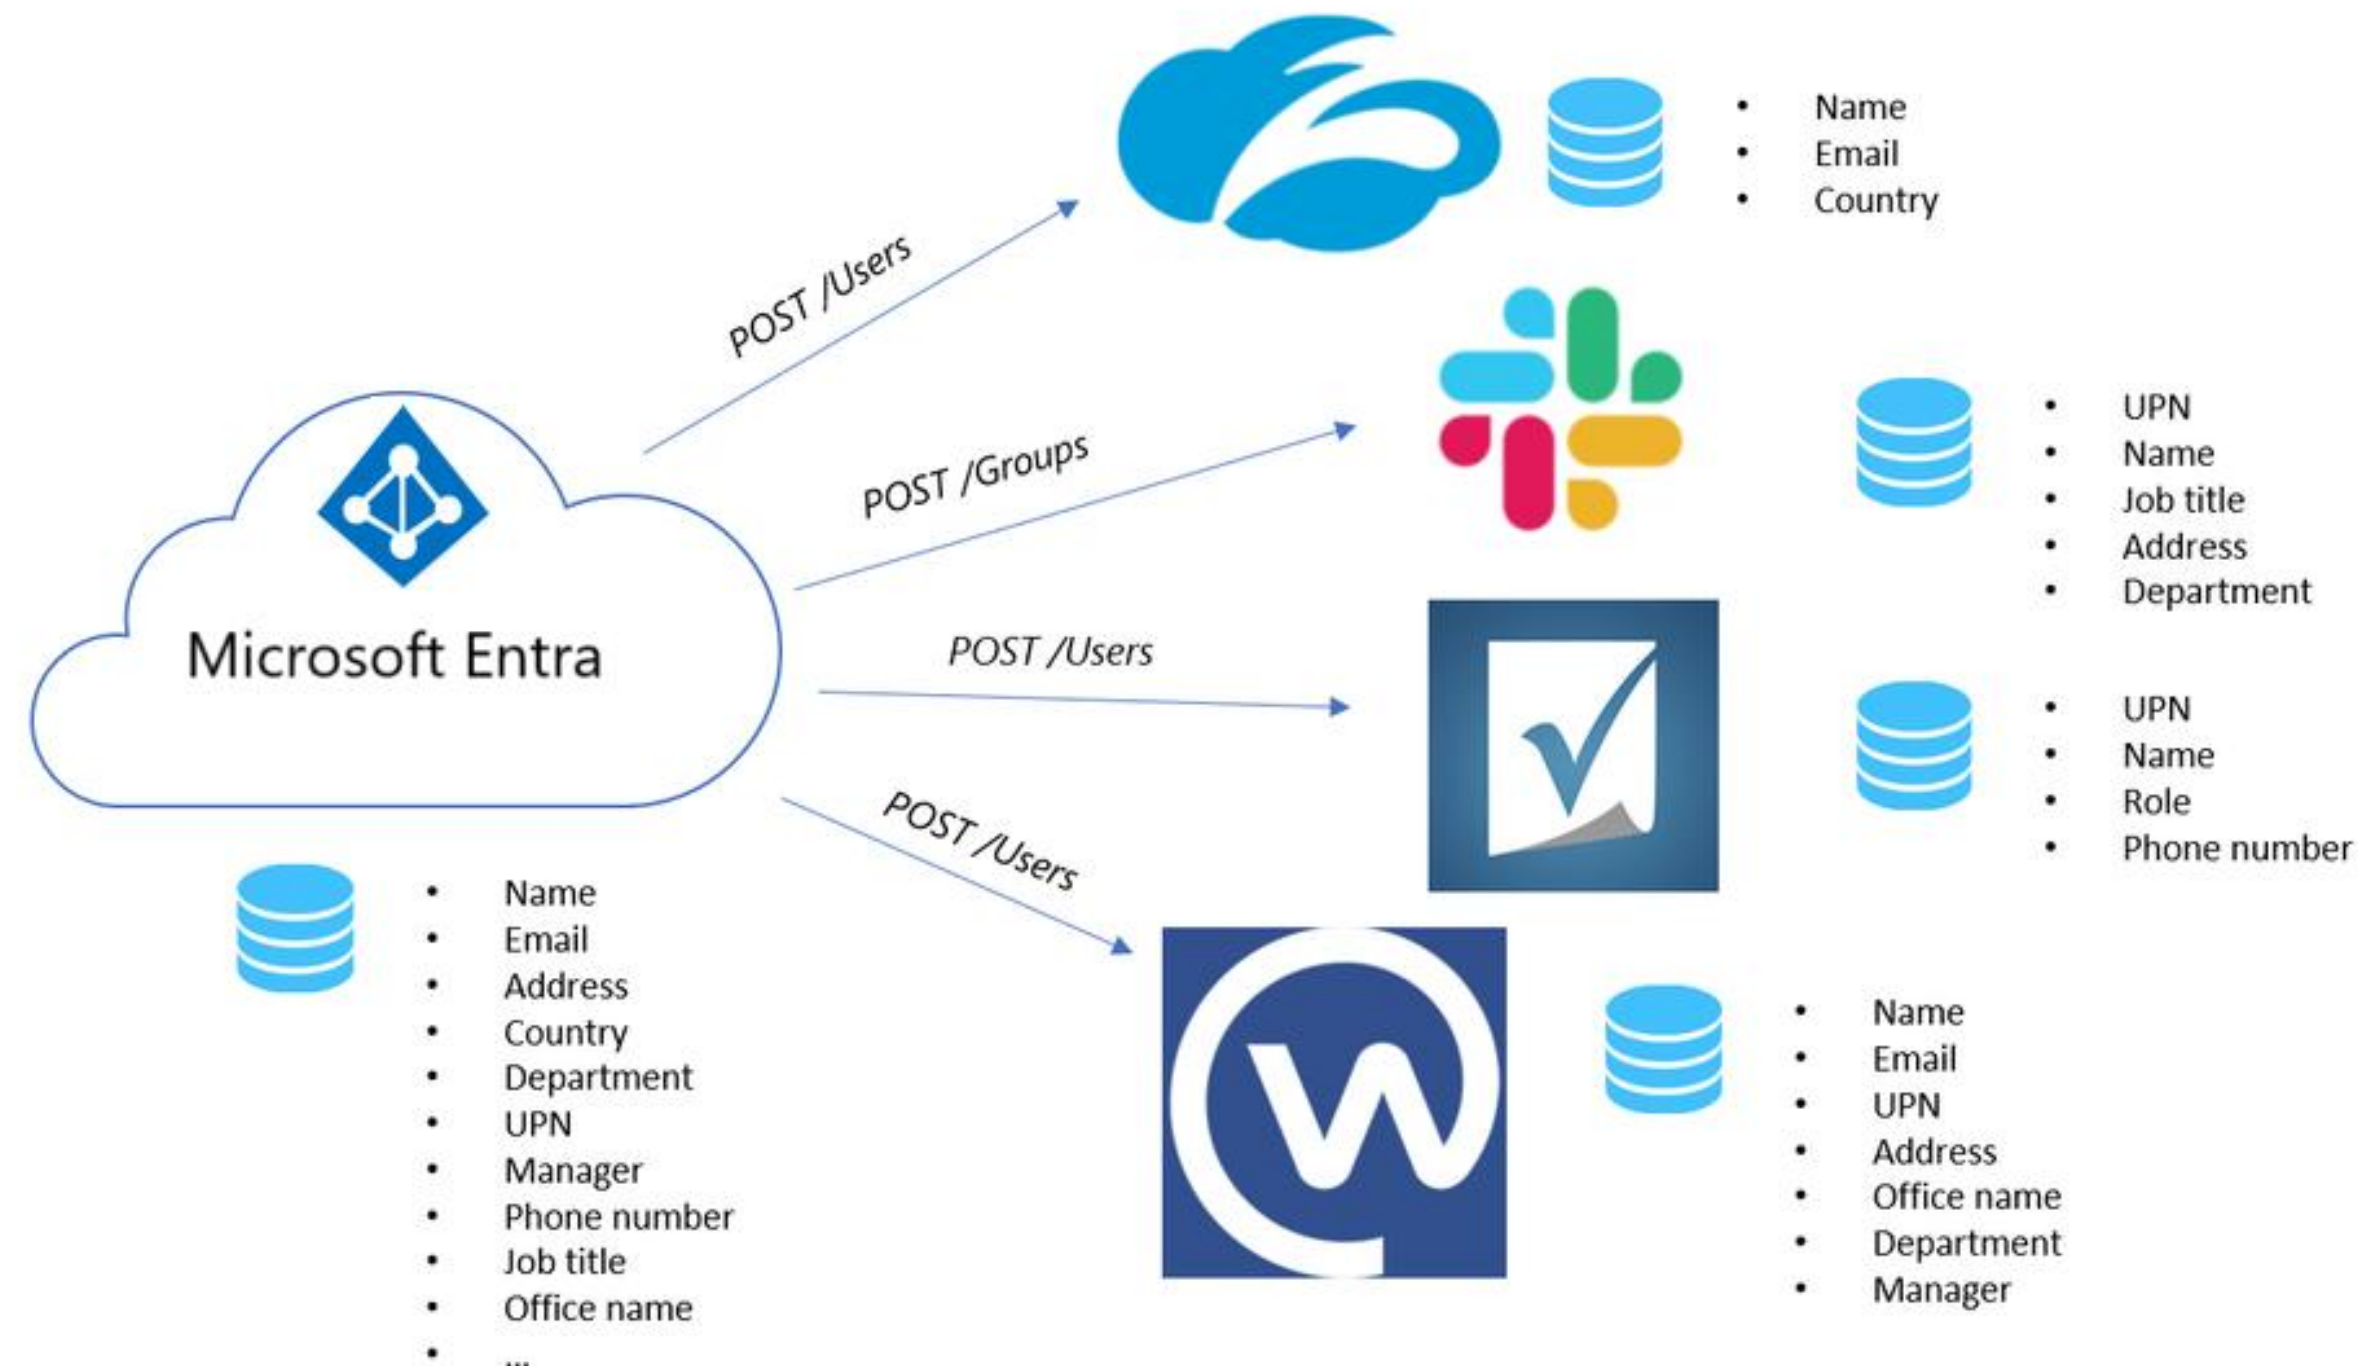 • Name
• Email
• Country
POST /Users
• UPN
• Name
• Job title
• Address
• Department
POST /Groups
Microsoft Entra
POST /Users
• UPN
• Name
• Role
• Phone number
POST /Users
• Name
• Email
• Address
• Country
• Department
• UPN
• Manager
• Phone number
• Job title
• Office name
• ...
W
• Name
• Email
• UPN
• Address
• Office name
• Department
• Manager